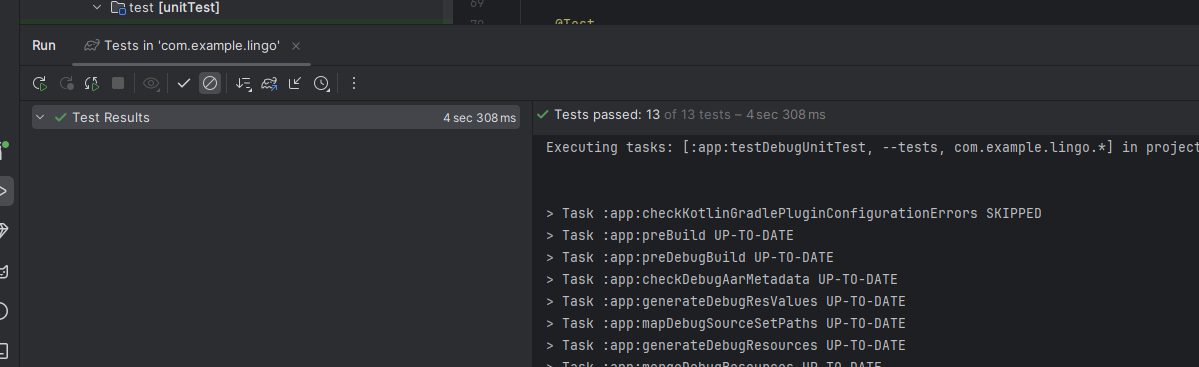 test [unitTest]
69
70
@Test
Run
Tests in 'com.example.lingo'
Test Results
4 sec 308 ms
Tests passed: 13 of 13 tests – 4 sec 308 ms
Executing tasks: [:app:testDebugUnitTest, --tests, com.example.lingo.*] in project
> Task :app:checkKotlinGradlePluginConfigurationErrors SKIPPED
> Task :app:preBuild UP-TO-DATE
> Task :app:preDebugBuild UP-TO-DATE
> Task :app:checkDebugAarMetadata UP-TO-DATE
> Task :app:generateDebugResValues UP-TO-DATE
> Task :app:mapDebugSourceSetPaths UP-TO-DATE
> Task :app:generateDebugResources UP-TO-DATE
> Task :app:mergeDebugResources UP-TO-DATE